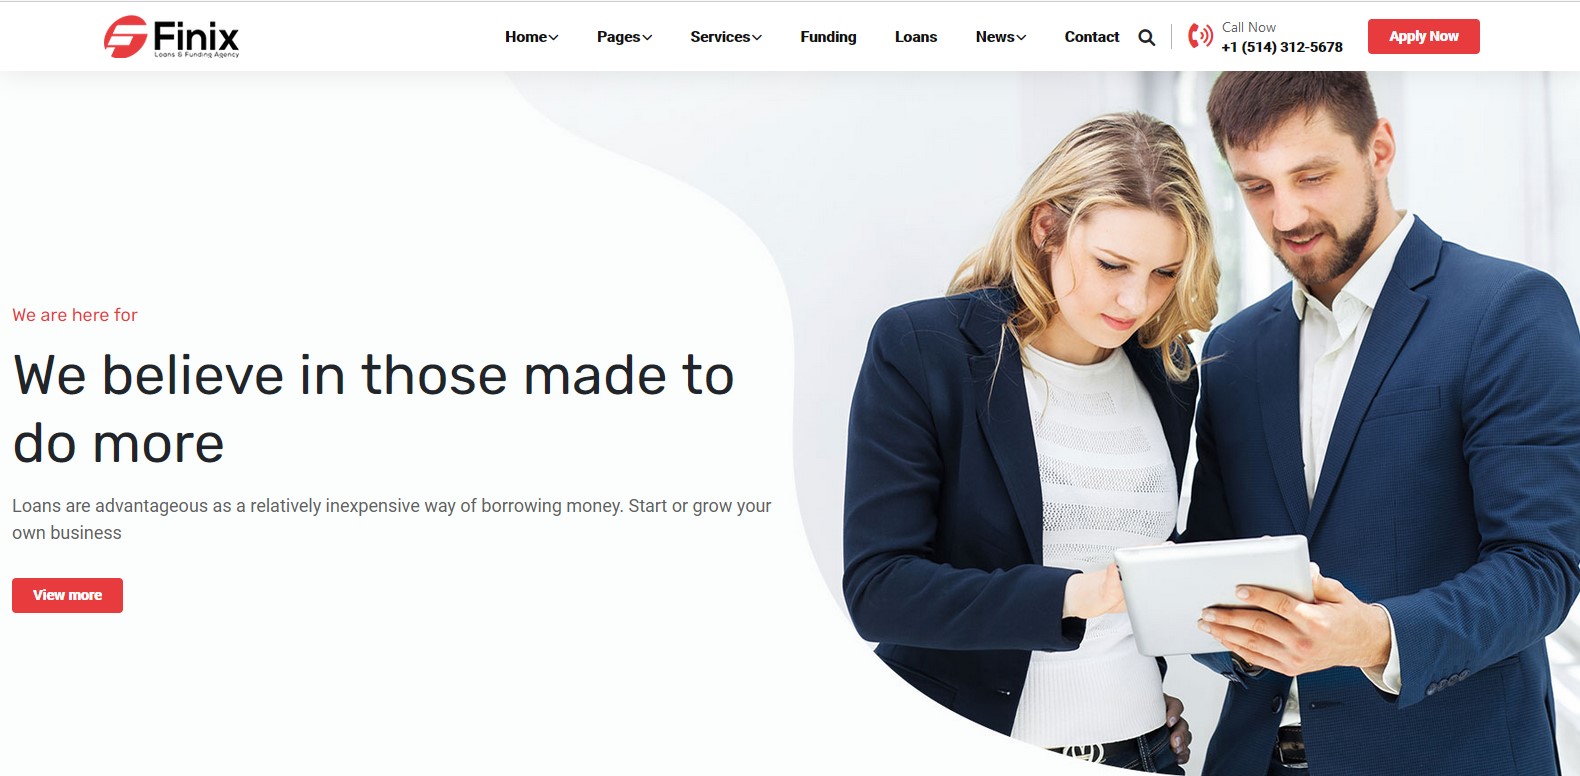 Finix
Loans & Funding Agency
Home
Pages
Services
Funding
Loans
News
Contact
Call Now
+1 (514) 312-5678
Apply Now
We are here for
We believe in those made to
do more
Loans are advantageous as a relatively inexpensive way of borrowing money. Start or grow your
own business
View more